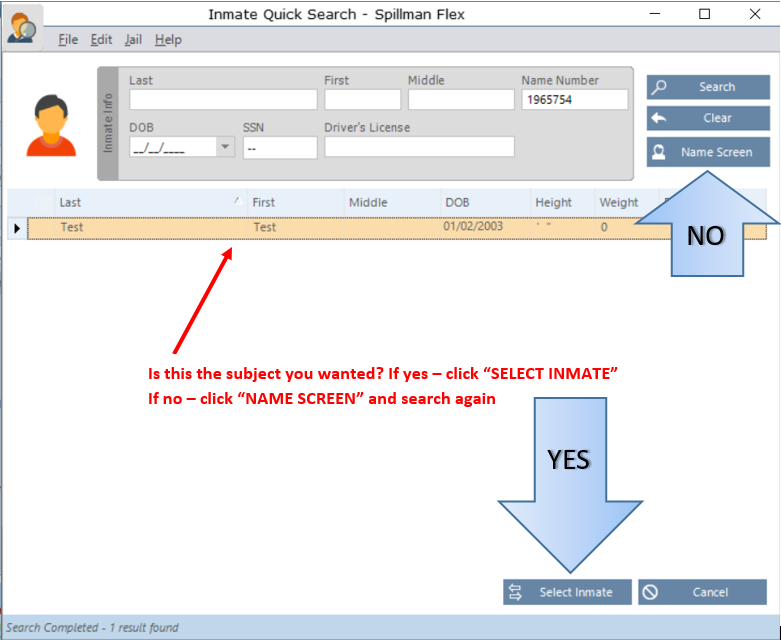 Inmate Quick Search - Spillman Flex
File Edit Jail Help
Inmate Info
Last First Middle Name Number
1965754
DOB SSN Driver's License
__/__/____ --
Search
Clear
Name Screen
Last First Middle DOB Height Weight
Test Test 01/02/2003 ' " 0
NO
Is this the subject you wanted? If yes – click “SELECT INMATE”
If no – click “NAME SCREEN” and search again
YES
Select Inmate Cancel
Search Completed - 1 result found